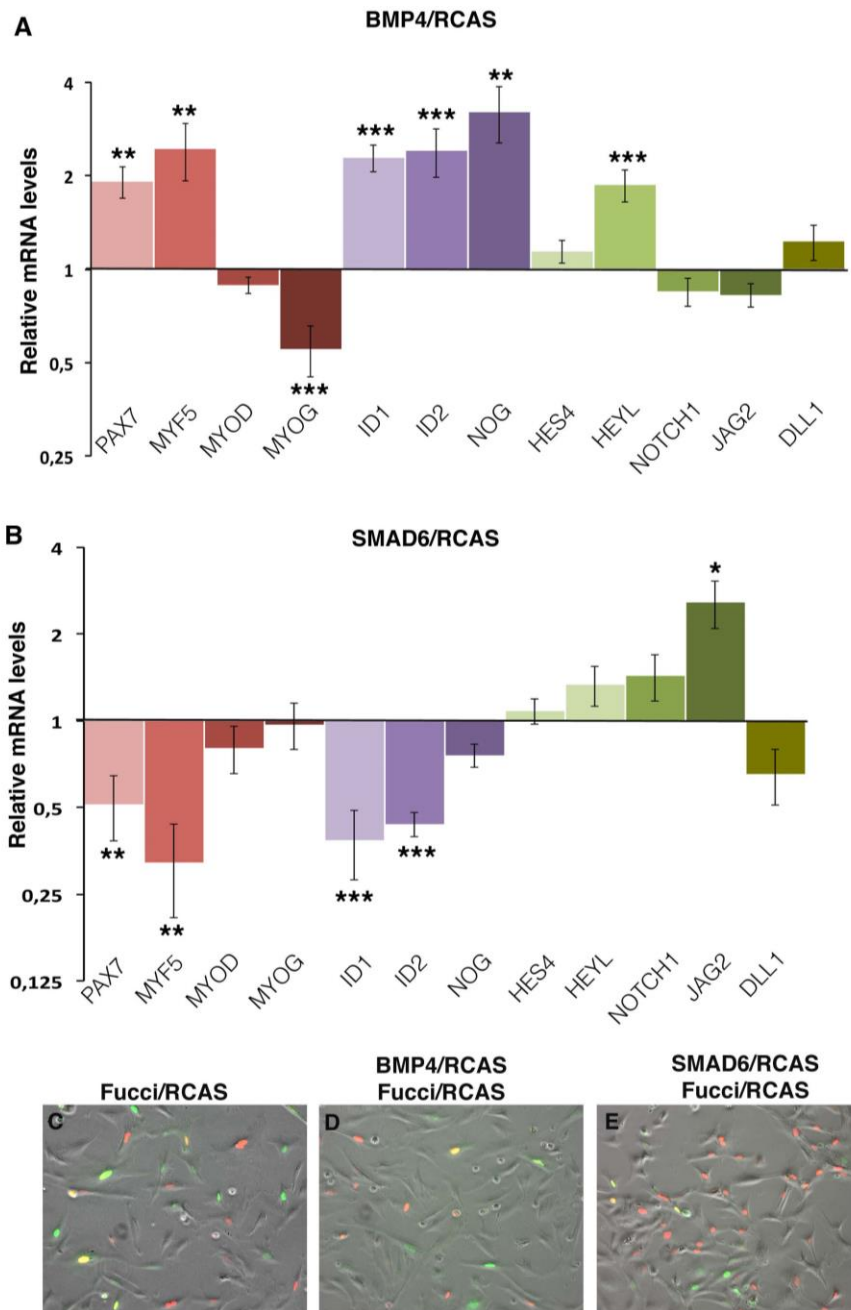 A
BMP4/RCAS
Relative mRNA levels
4
2
1
0,5
0,25
** ** *** *** *** ** ***
PAX7 MYF5 MYOD MYOG ID1 ID2 NOG HES4 HEYL NOTCH1 JAG2 DLL1
B
SMAD6/RCAS
Relative mRNA levels
4
2
1
0,5
0,25
0,125
** ** *** *** *
PAX7 MYF5 MYOD MYOG ID1 ID2 NOG HES4 HEYL NOTCH1 JAG2 DLL1
C
Fucci/RCAS
D
BMP4/RCAS
Fucci/RCAS
E
SMAD6/RCAS
Fucci/RCAS